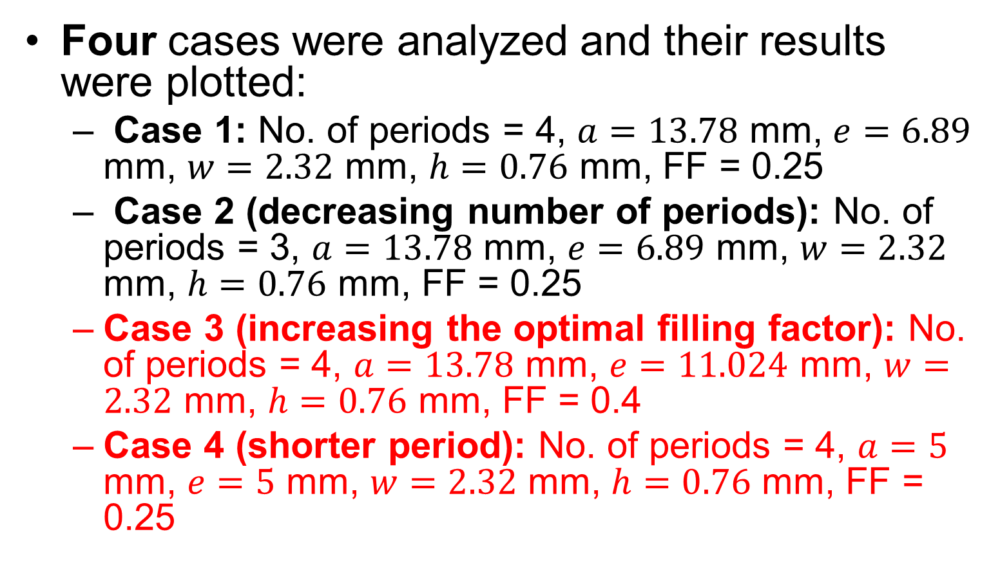 • Four cases were analyzed and their results
were plotted:
– Case 1: No. of periods = 4, a = 13.78 mm, e = 6.89
mm, w = 2.32 mm, h = 0.76 mm, FF = 0.25
– Case 2 (decreasing number of periods): No. of
periods = 3, a = 13.78 mm, e = 6.89 mm, w = 2.32
mm, h = 0.76 mm, FF = 0.25
– Case 3 (increasing the optimal filling factor): No.
of periods = 4, a = 13.78 mm, e = 11.024 mm, w =
2.32 mm, h = 0.76 mm, FF = 0.4
– Case 4 (shorter period): No. of periods = 4, a = 5
mm, e = 5 mm, w = 2.32 mm, h = 0.76 mm, FF =
0.25